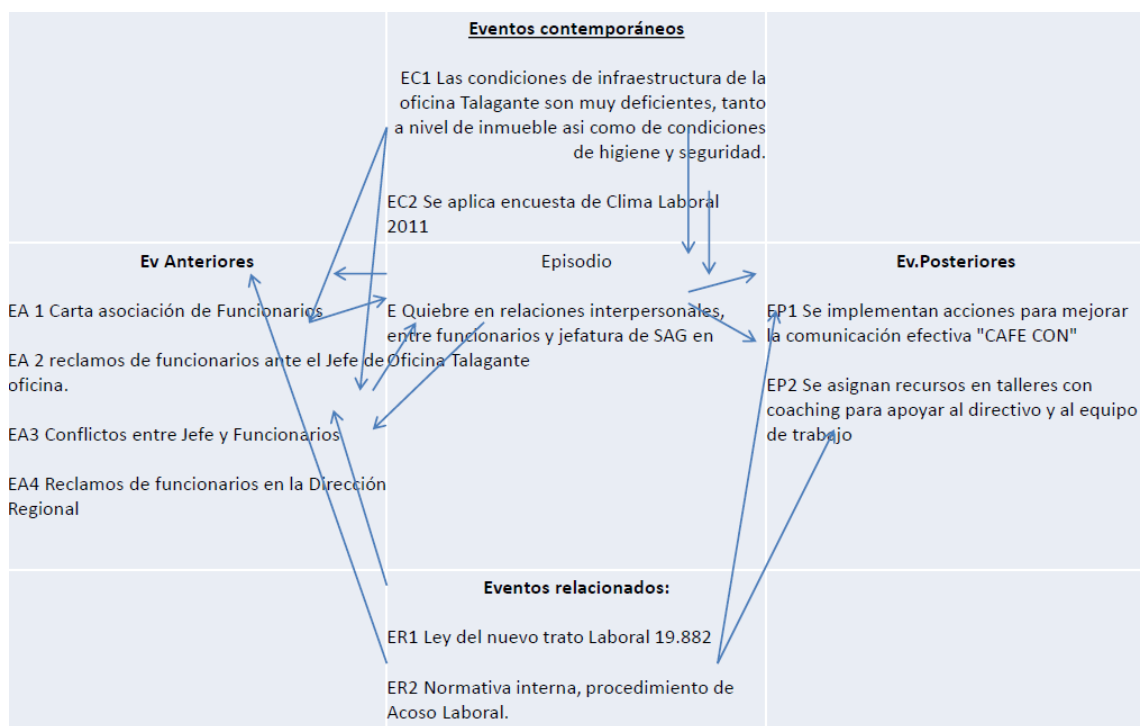 Eventos contemporáneos
EC1 Las condiciones de infraestructura de la
oficina Talagante son muy deficientes, tanto
a nivel de inmueble asi como de condiciones
de higiene y seguridad.
EC2 Se aplica encuesta de Clima Laboral
2011
Ev Anteriores
EA 1 Carta asociación de Funcionarios
EA 2 reclamos de funcionarios ante el Jefe de
oficina.
EA3 Conflictos entre Jefe y Funcionarios
EA4 Reclamos de funcionarios en la Dirección
Regional
Episodio
E Quiebre en relaciones interpersonales,
entre funcionarios y jefatura de SAG en
Oficina Talagante
Ev.Posteriores
EP1 Se implementan acciones para mejorar
la comunicación efectiva "CAFE CON"
EP2 Se asignan recursos en talleres con
coaching para apoyar al directivo y al equipo
de trabajo
Eventos relacionados:
ER1 Ley del nuevo trato Laboral 19.882
ER2 Normativa interna, procedimiento de
Acoso Laboral.